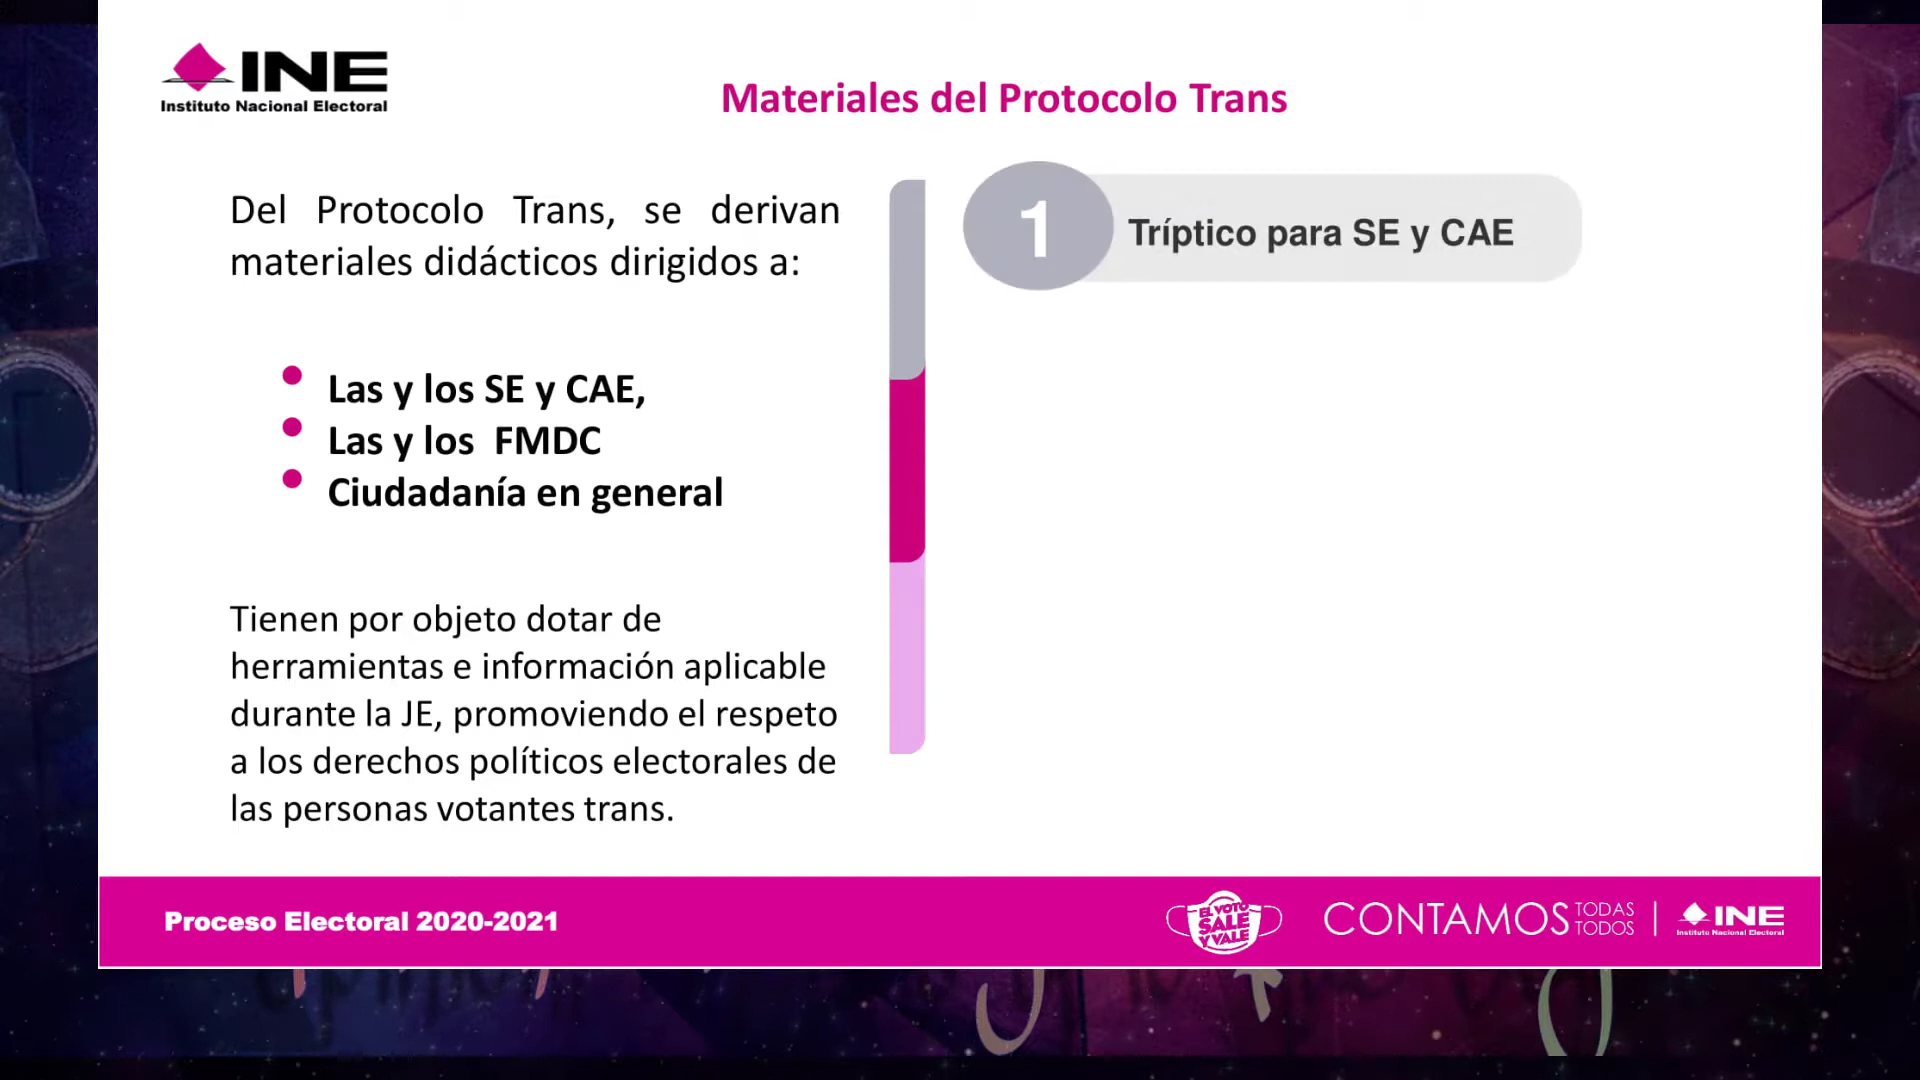 INE
Instituto Nacional Electoral
Materiales del Protocolo Trans
Del Protocolo Trans, se derivan
materiales didácticos dirigidos a:
• Las y los SE y CAE,
• Las y los FMDC
• Ciudadanía en general
Tienen por objeto dotar de
herramientas e información aplicable
durante la JE, promoviendo el respeto
a los derechos políticos electorales de
las personas votantes trans.
1 Tríptico para SE y CAE
Proceso Electoral 2020-2021
EL VOTO
SALE
Y VALE
CONTAMOS TODAS
TODOS
INE
Instituto Nacional Electoral